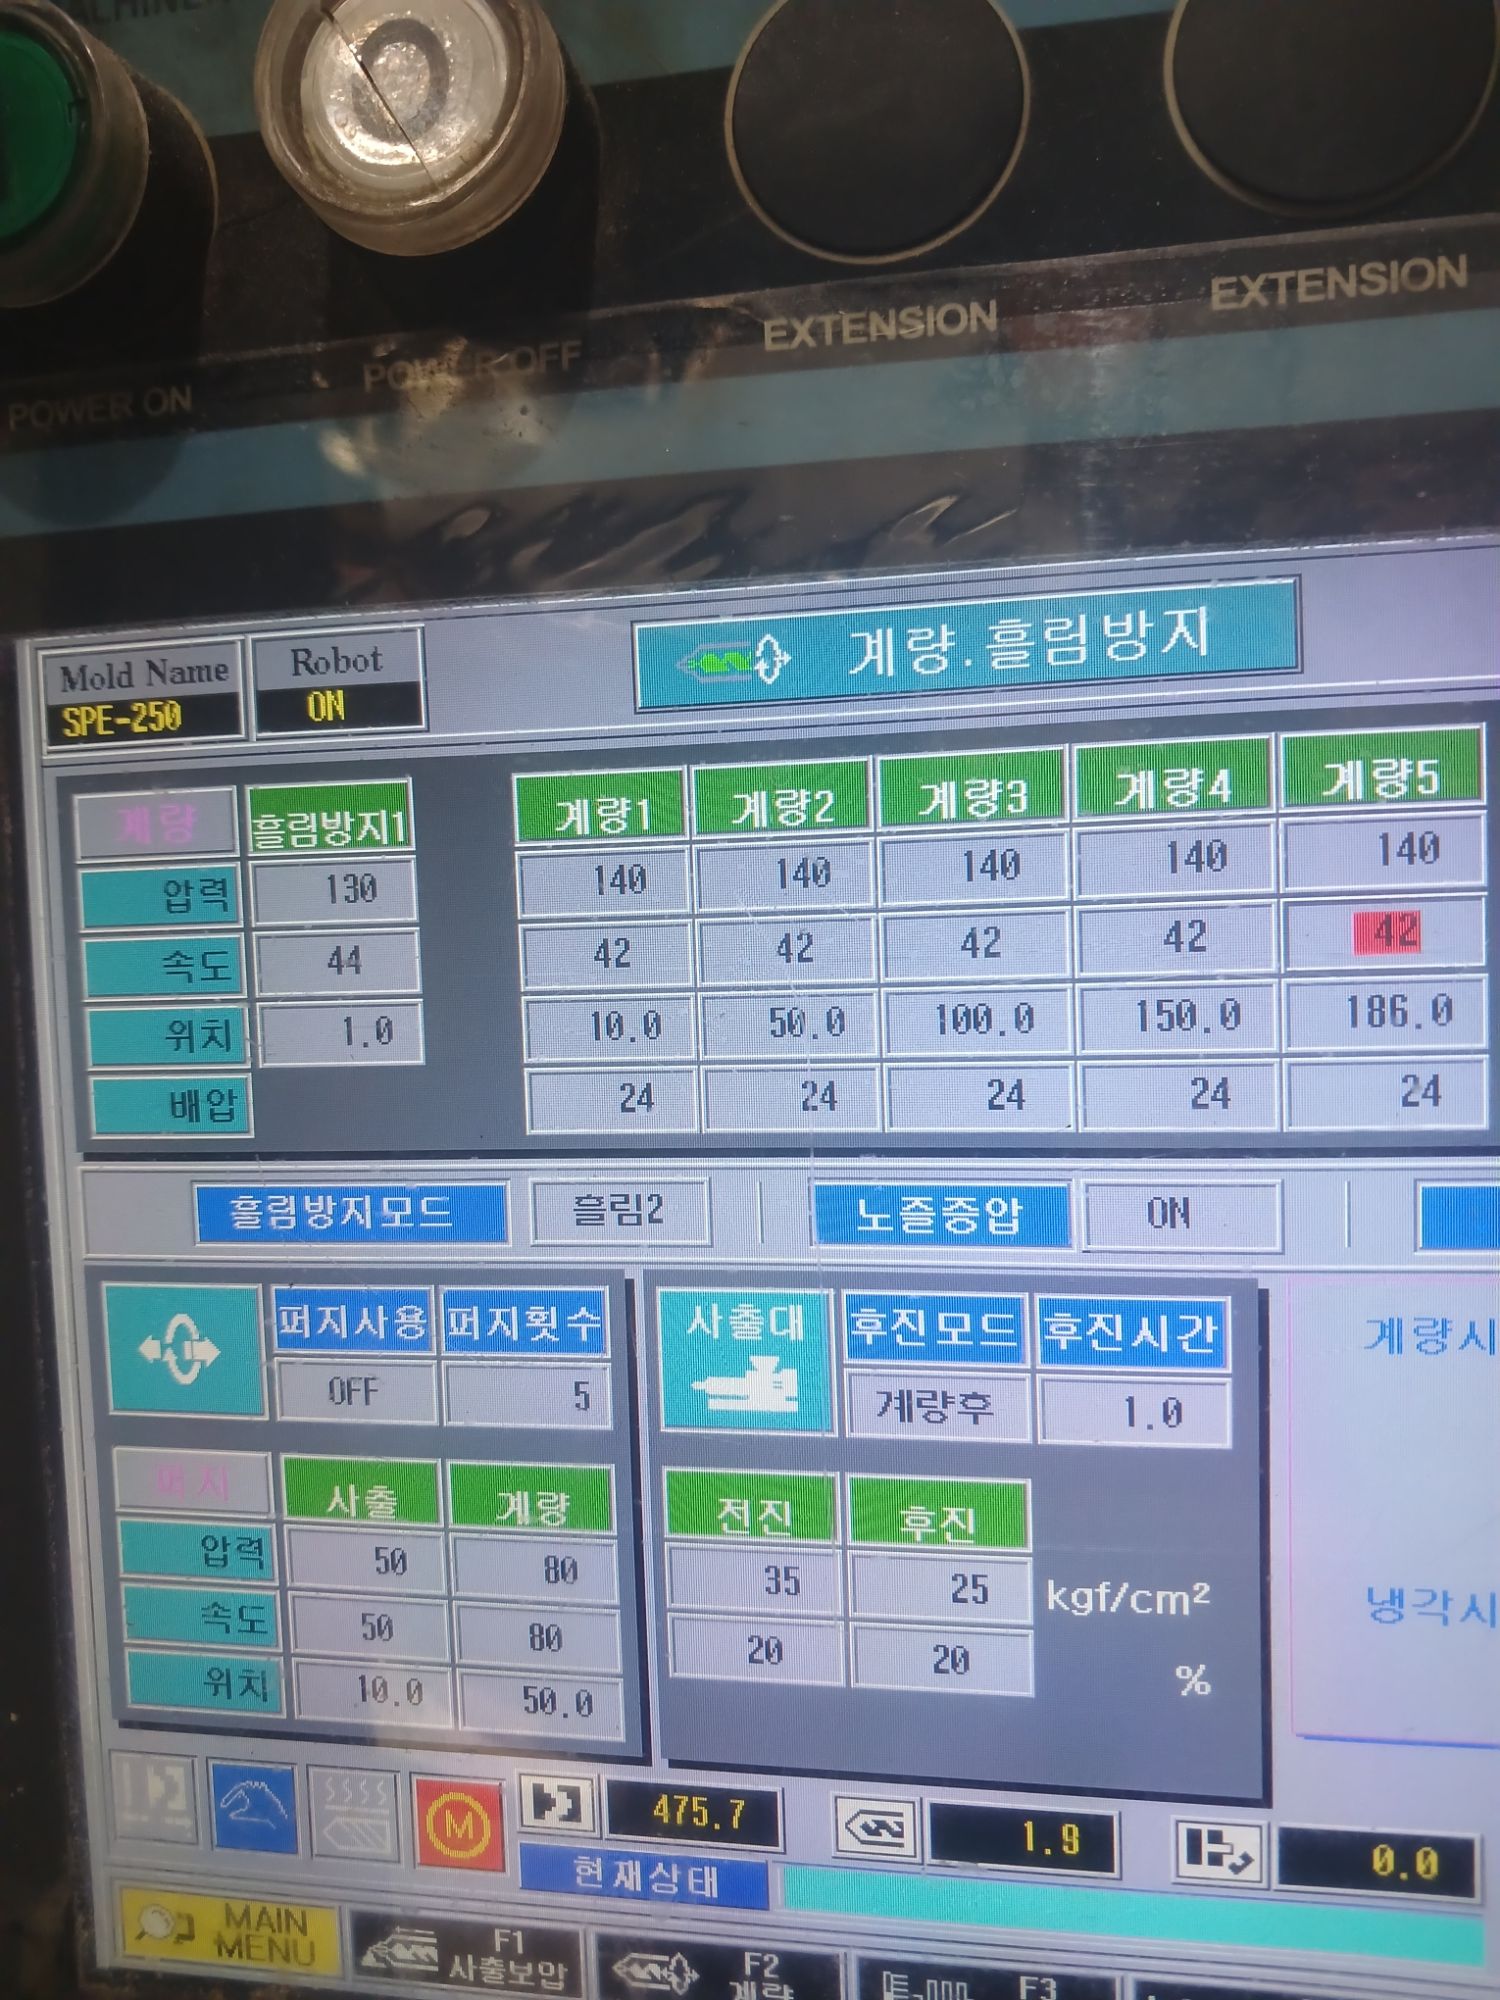 POWER ON
POWER OFF
EXTENSION
EXTENSION
Mold Name
SPE-250
Robot
ON
계량.흘림방지
계량 흘림방지1 계량1 계량2 계량3 계량4 계량5
압력 130 140 140 140 140 140
속도 44 42 42 42 42 42
위치 1.0 10.0 50.0 100.0 150.0 186.0
배압 24 24 24 24 24
흘림방지모드 흘림2 노즐증압 ON
퍼지사용 퍼지횟수
OFF 5
사출대 후진모드 후진시간
계량후 1.0
퍼지 사출 계량
압력 50 80
속도 50 80
위치 10.0 50.0
전진 후진
35 25 kgf/cm²
20 20 %
계량시
냉각시
M
475.7 1.9 0.0
현재상태
MAIN MENU
F1
사출보압
F2
계량
F3